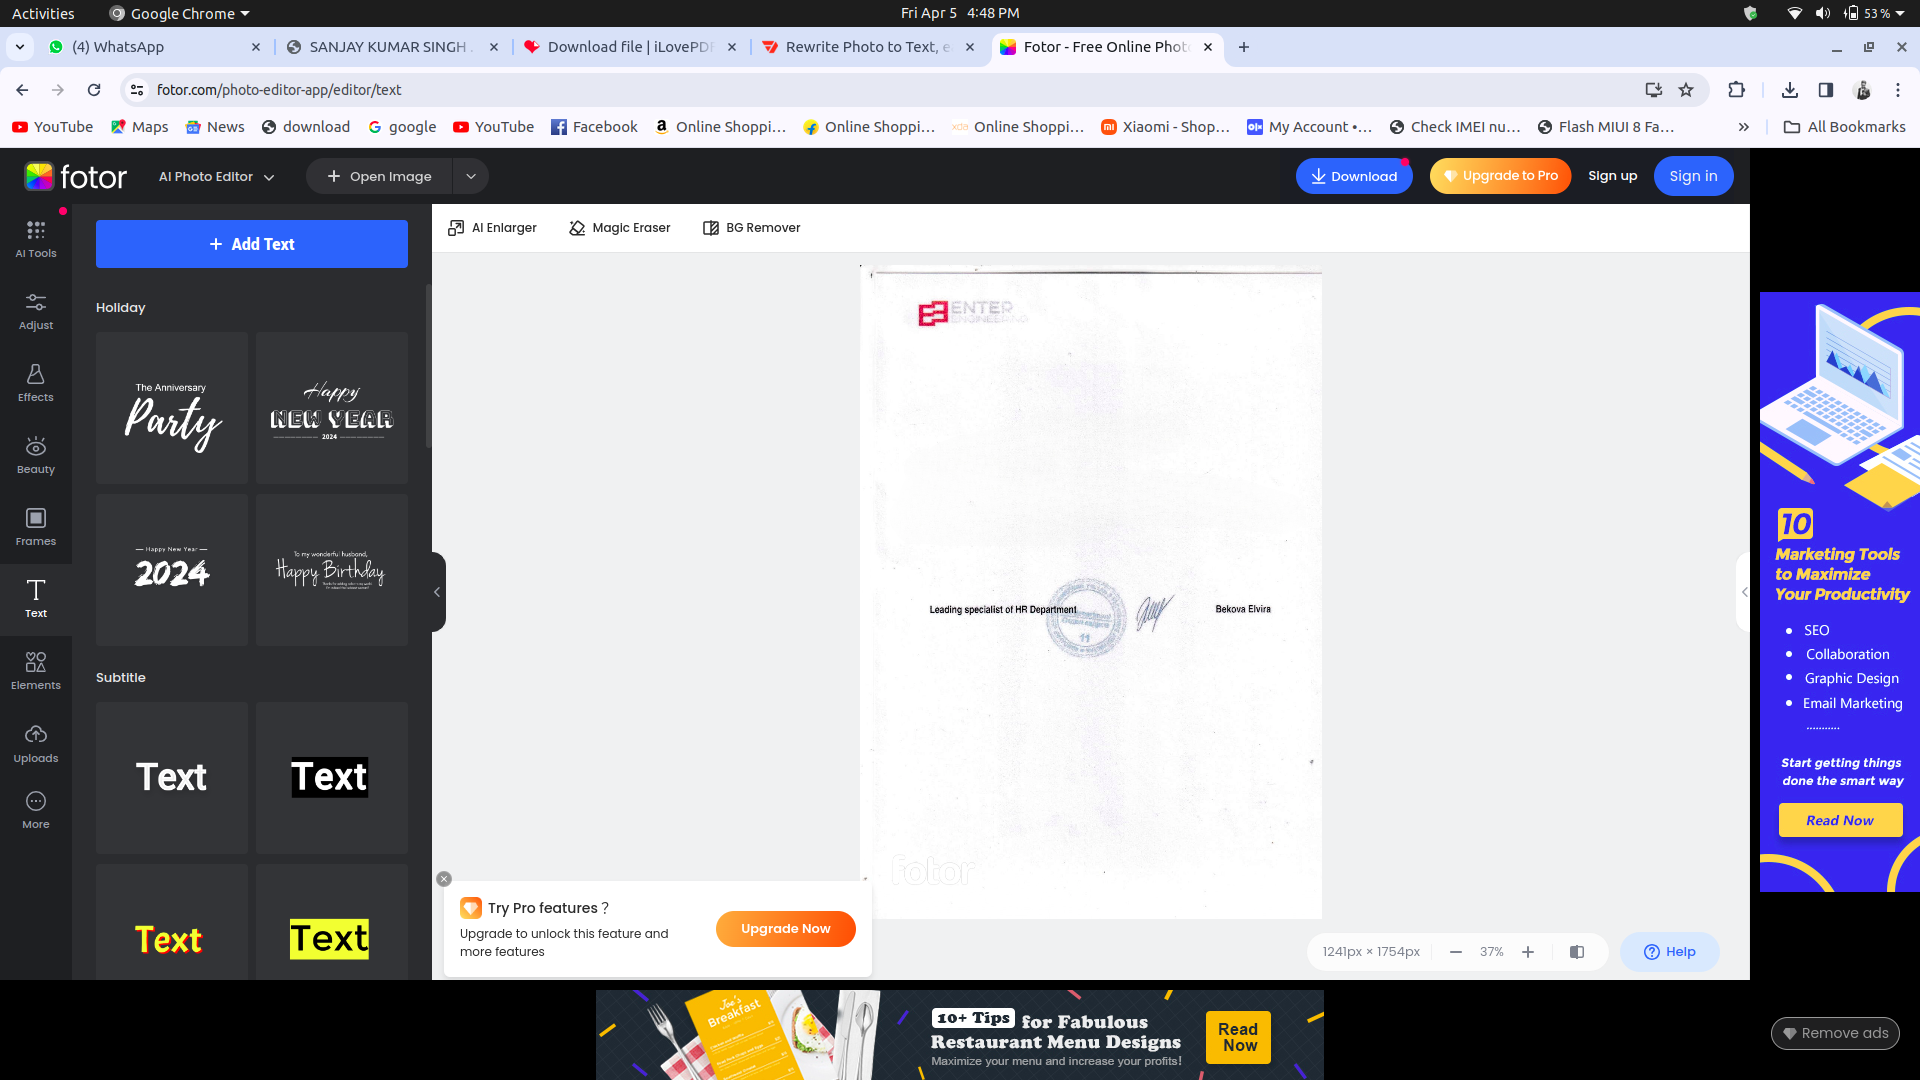 Activities
Google Chrome
Fri Apr 5 4:48 PM
53 %
(4) WhatsApp
SANJAY KUMAR SINGH
Download file | iLovePDF
Rewrite Photo to Text, e
Fotor - Free Online Photo
fotor.com/photo-editor-app/editor/text
YouTube
Maps
News
download
google
YouTube
Facebook
Online Shoppi...
Online Shoppi...
Online Shoppi...
Xiaomi - Shop...
My Account •...
Check IMEI nu...
Flash MIUI 8 Fa...
All Bookmarks
fotor
AI Photo Editor
+ Open Image
Download
Upgrade to Pro
Sign up
Sign in
AI Tools
Adjust
Effects
Beauty
Frames
Text
Elements
Uploads
More
+ Add Text
Holiday
The Anniversary
Party
Happy
NEW YEAR
2024
Happy New Year
2024
To my wonderful husband,
Happy Birthday
Subtitle
Text
Text
Text
Text
AI Enlarger
Magic Eraser
BG Remover
ENTER
ENGINEERING
Leading specialist of HR Department
11
Bekova Elvira
fotor
Try Pro features ?
Upgrade to unlock this feature and
more features
Upgrade Now
1241px × 1754px
37%
Help
10
Marketing Tools
to Maximize
Your Productivity
SEO
Collaboration
Graphic Design
Email Marketing
...........
Start getting things
done the smart way
Read Now
Joe's
Breakfast
10+ Tips for Fabulous
Restaurant Menu Designs
Maximize your menu and increase your profits!
Read
Now
Remove ads